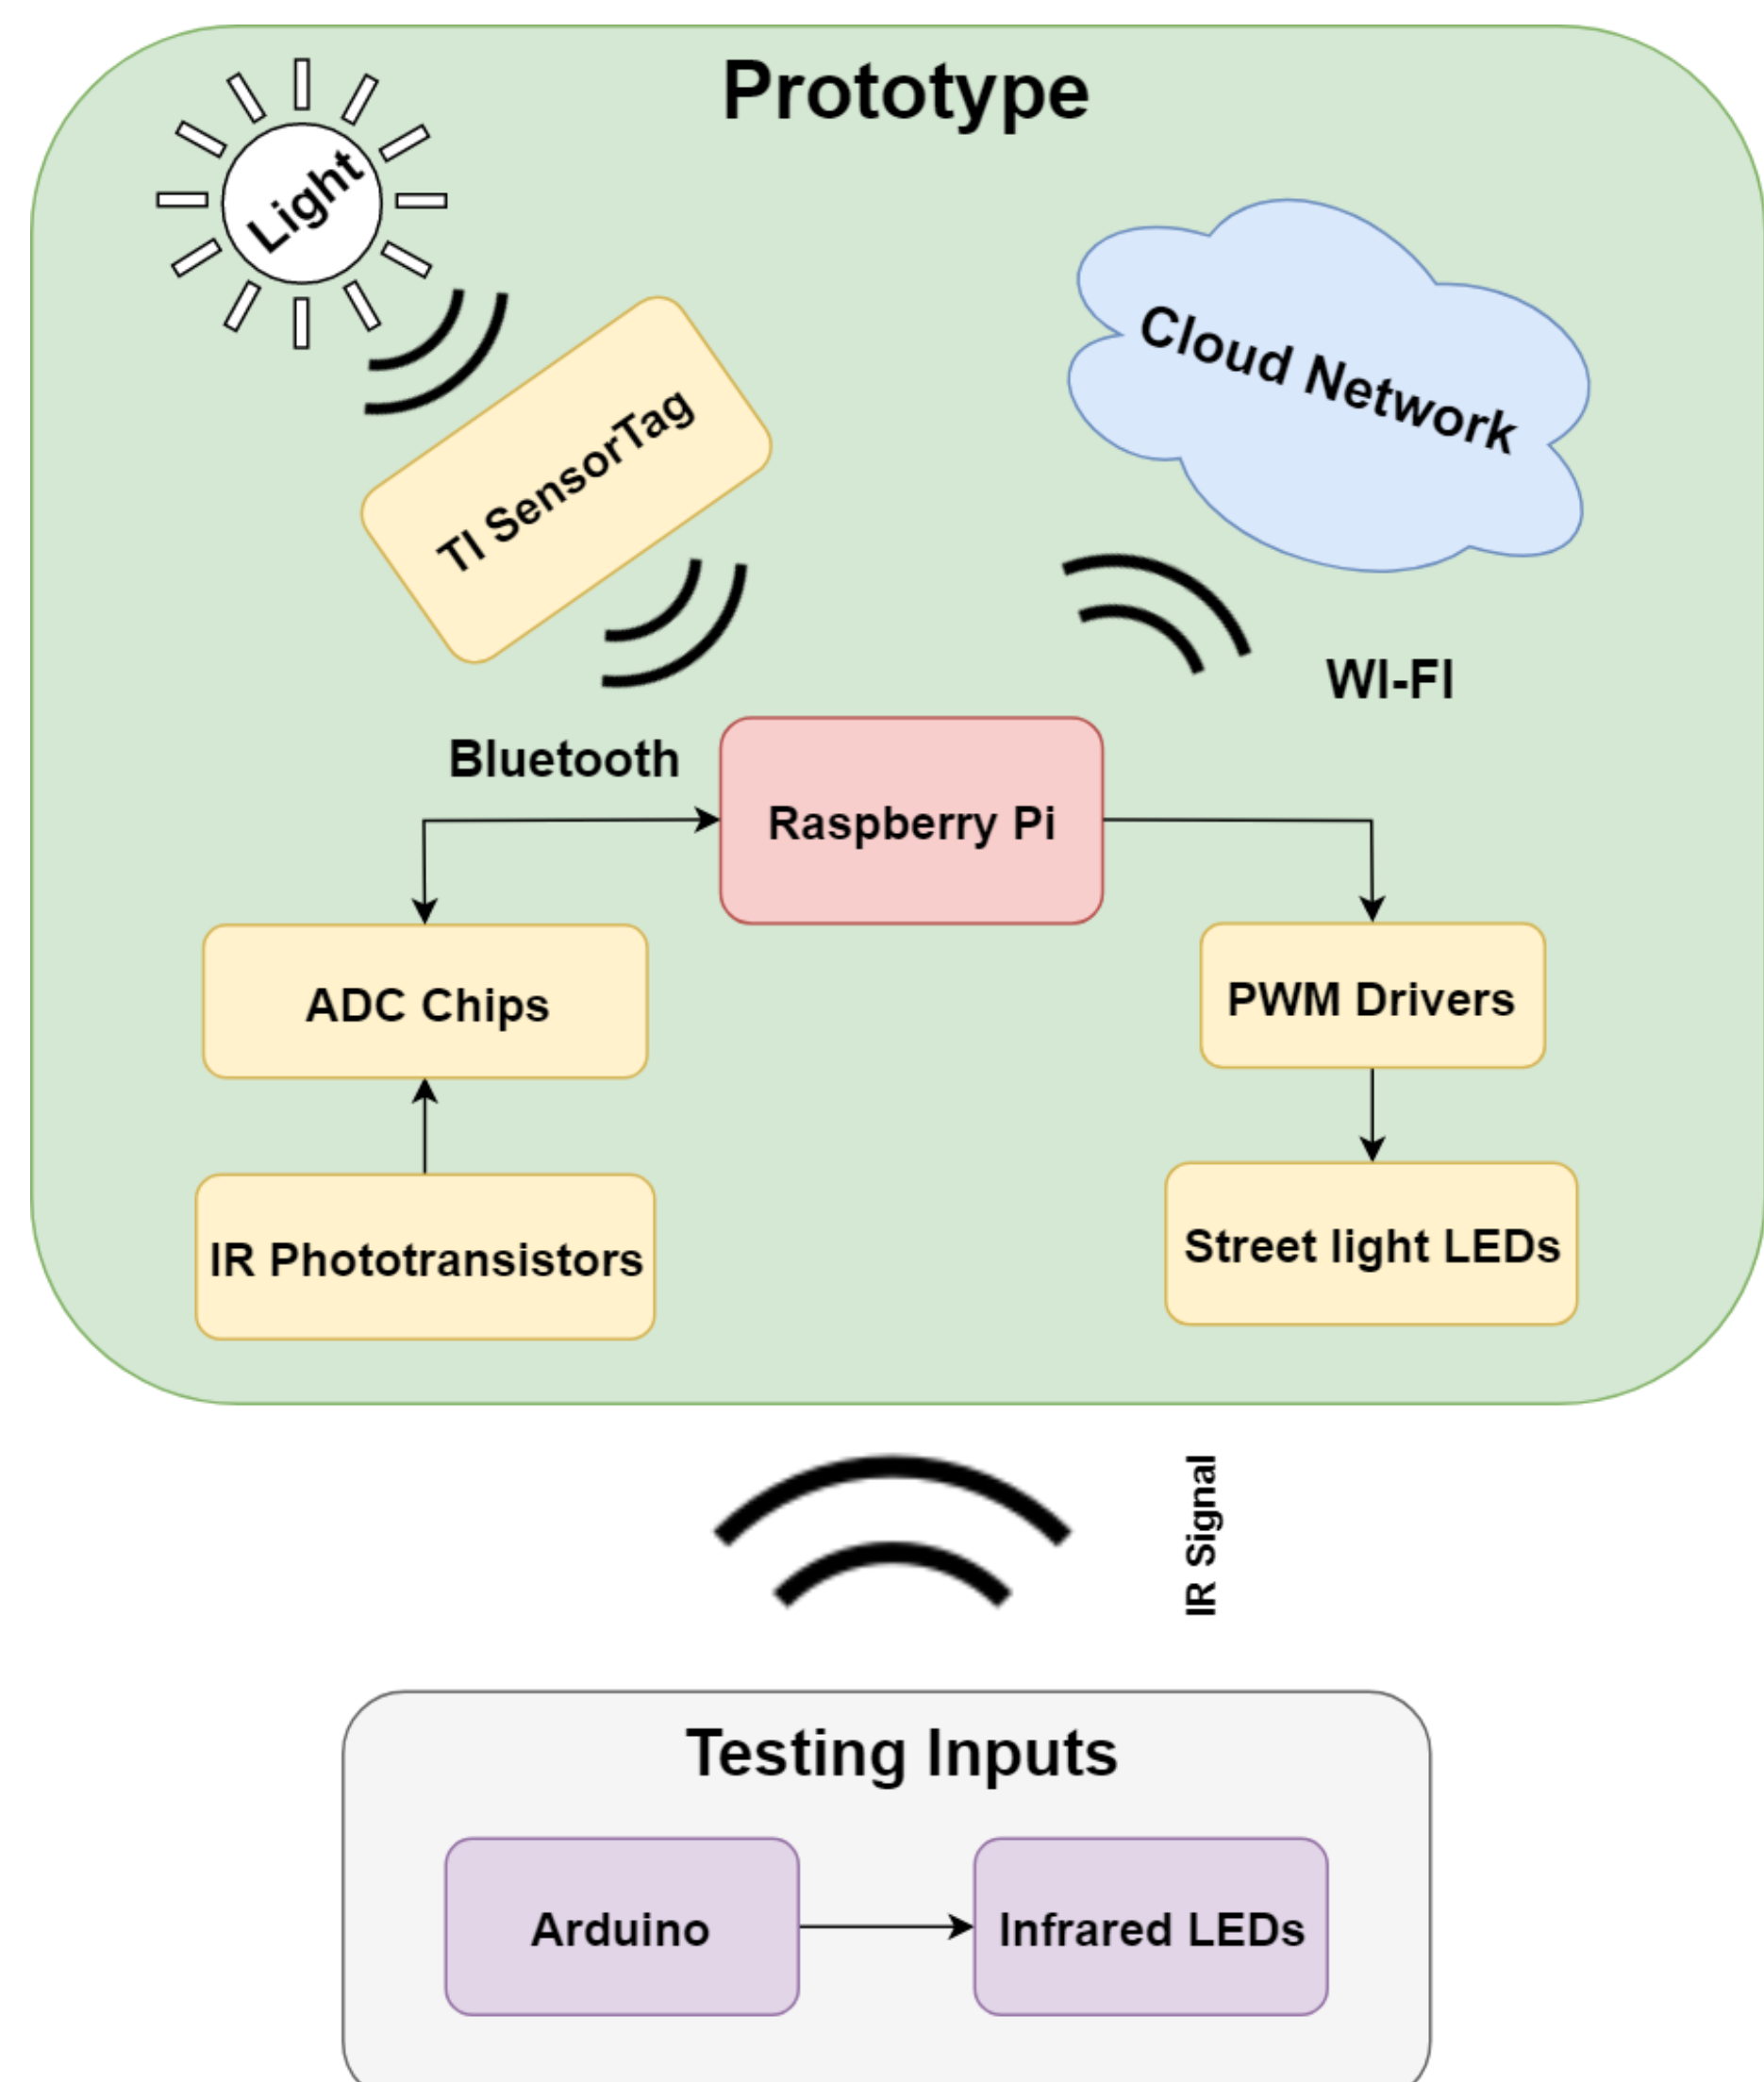 Prototype
Light
Cloud Network
TI SensorTag
WI-FI
Bluetooth
Raspberry Pi
ADC Chips
PWM Drivers
IR Phototransistors
Street light LEDs
IR Signal
Testing Inputs
Arduino
Infrared LEDs